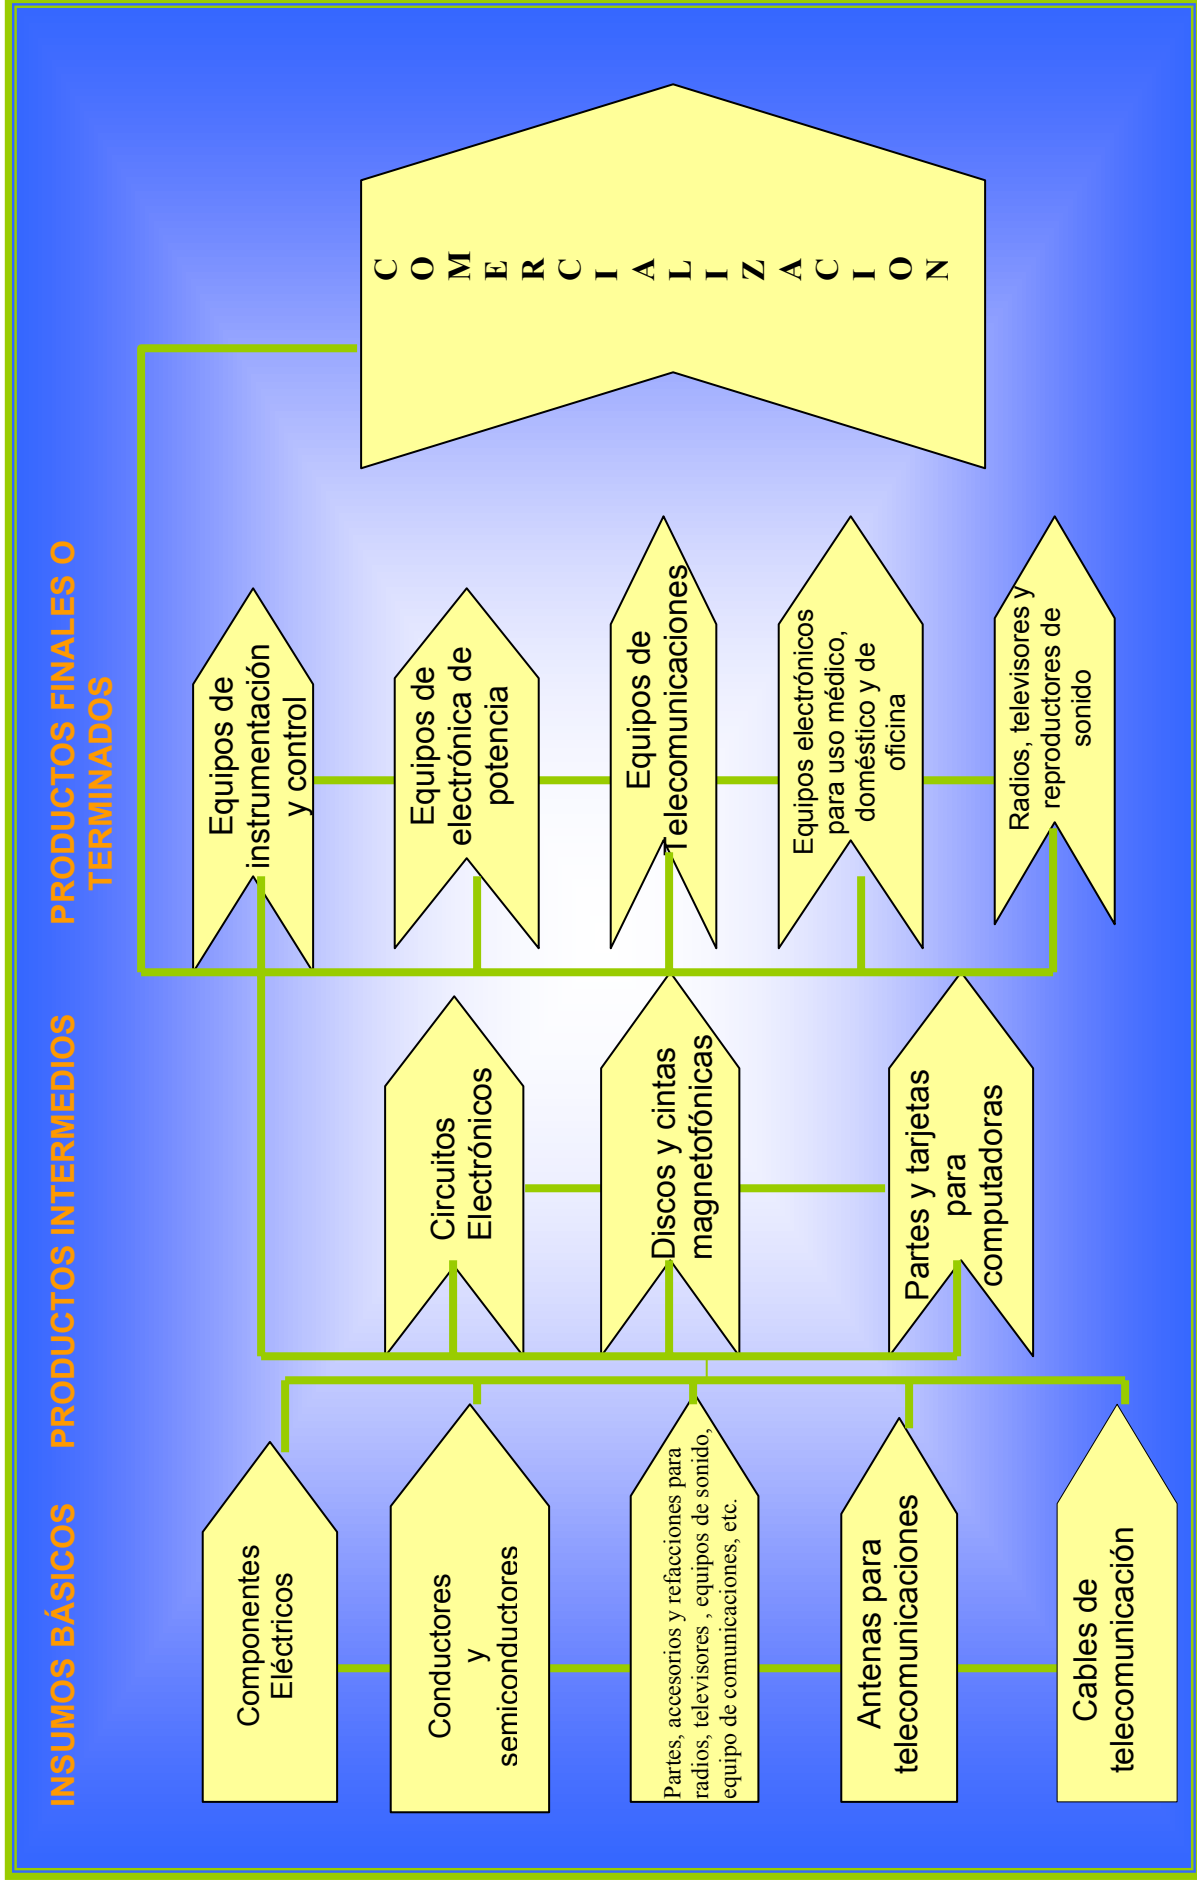 INSUMOS BÁSICOS
PRODUCTOS INTERMEDIOS
PRODUCTOS FINALES O
TERMINADOS
Componentes
Eléctricos
Conductores
y
semiconductores
Partes, accesorios y refacciones para
radios, televisores , equipos de sonido,
equipo de comunicaciones, etc.
Antenas para
telecomunicaciones
Cables de
telecomunicación
Circuitos
Electrónicos
Discos y cintas
magnetofónicas
Partes y tarjetas
para
computadoras
Equipos de
instrumentación
y control
Equipos de
electrónica de
potencia
Equipos de
Telecomunicaciones
Equipos electrónicos
para uso médico,
doméstico y de
oficina
Radios, televisores y
reproductores de
sonido
C
O
M
E
R
C
I
A
L
I
Z
A
C
I
O
N